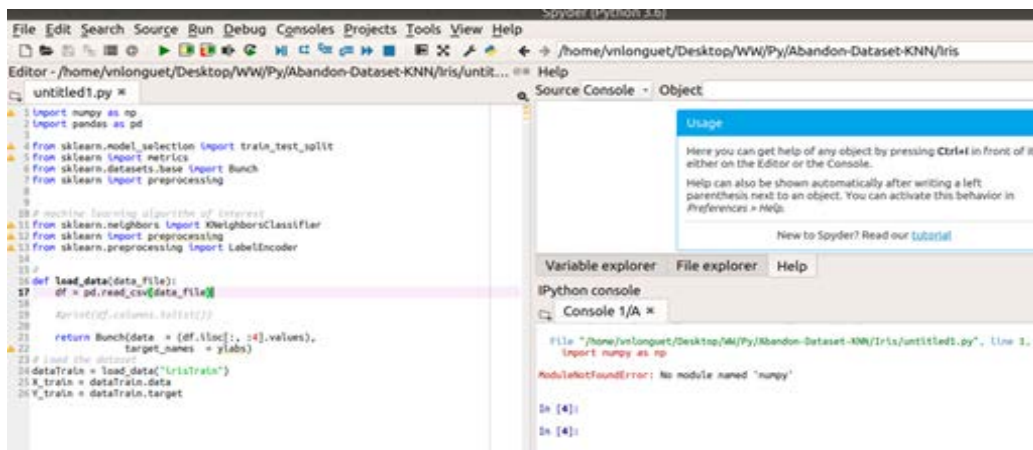 Spyder (Python 3.6)
File Edit Search Source Run Debug Consoles Projects Tools View Help
/home/vnlonguet/Desktop/WW/Py/Abandon-Dataset-KNN/Iris
Editor - /home/vnlonguet/Desktop/WW/Py/Abandon-Dataset-KNN/Iris/untit...
untitled1.py
1 import numpy as np
2 import pandas as pd
3
4 from sklearn.model_selection import train_test_split
5 from sklearn import metrics
6 from sklearn.datasets.base import Bunch
7 from sklearn import preprocessing
8
9
10 # machine learning algorithm of interest
11 from sklearn.neighbors import KNeighborsClassifier
12 from sklearn import preprocessing
13 from sklearn.preprocessing import LabelEncoder
14
15 #
16 def load_data(data_file):
17 df = pd.read_csv(data_file)
18
19 #print(df.columns.tolist())
20
21 return Bunch(data = (df.iloc[:, :4].values),
22 target_names = ylabs)
23 # Load the dataset
24 dataTrain = load_data("irisTrain")
25 X_train = dataTrain.data
26 Y_train = dataTrain.target
Help
Source Console Object
Usage
Here you can get help of any object by pressing Ctrl+I in front of it
either on the Editor or the Console.
Help can also be shown automatically after writing a left
parenthesis next to an object. You can activate this behavior in
Preferences > Help.
New to Spyder? Read our tutorial
Variable explorer File explorer Help
IPython console
Console 1/A
File "/home/vnlonguet/Desktop/WW/Py/Abandon-Dataset-KNN/Iris/untitled1.py", line 1,
import numpy as np
ModuleNotFoundError: No module named 'numpy'
In [4]:
In [4]: